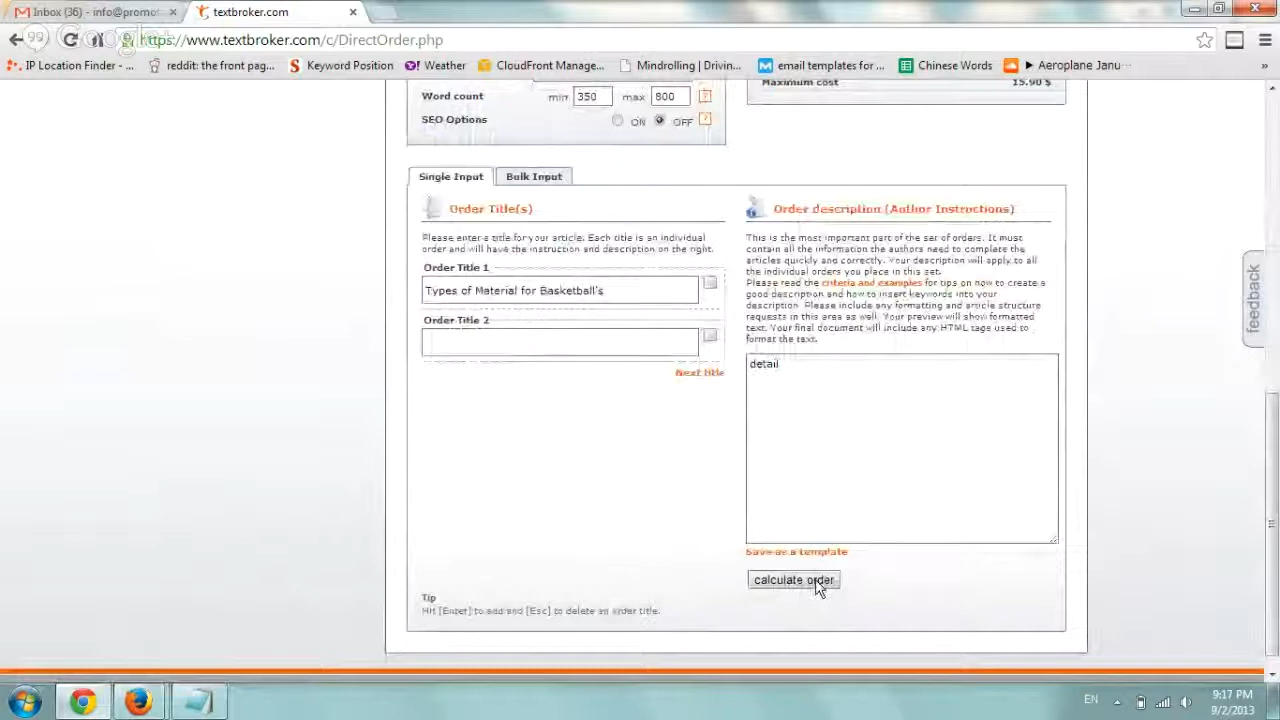 Inbox (36) - info@promo
textbroker.com
99
https://www.textbroker.com/c/DirectOrder.php
IP Location Finder - ...
reddit: the front pag...
Keyword Position
Weather
CloudFront Manage...
Mindrolling | Drivin...
email templates for ...
Chinese Words
► Aeroplane Janu
»
Word count
min
350
max
800
?
Maximum cost
15.90 $
SEO Options
ON
OFF
?
Single Input
Bulk Input
Order Title(s)
Please enter a title for your article. Each title is an individual
order and will have the instruction and description on the right.
Order Title 1
Types of Material for Basketball's
Order Title 2
Next title
Tip
Hit [Enter] to add and [Esc] to delete an order title.
Order description (Author Instructions)
This is the most important part of the set of orders. It must
contain all the information the authors need to complete the
articles quickly and correctly. Your description will apply to all
the individual orders you place in this set.
Please read the criteria and examples for tips on how to create a
good description and how to insert keywords into your
description. Please include any formatting and article structure
requests in this area as well. Your preview will show formatted
text. Your final document will include any HTML tags used to
format the text.
detail
Save as a template
calculate order
feedback
EN
9:17 PM
9/2/2013